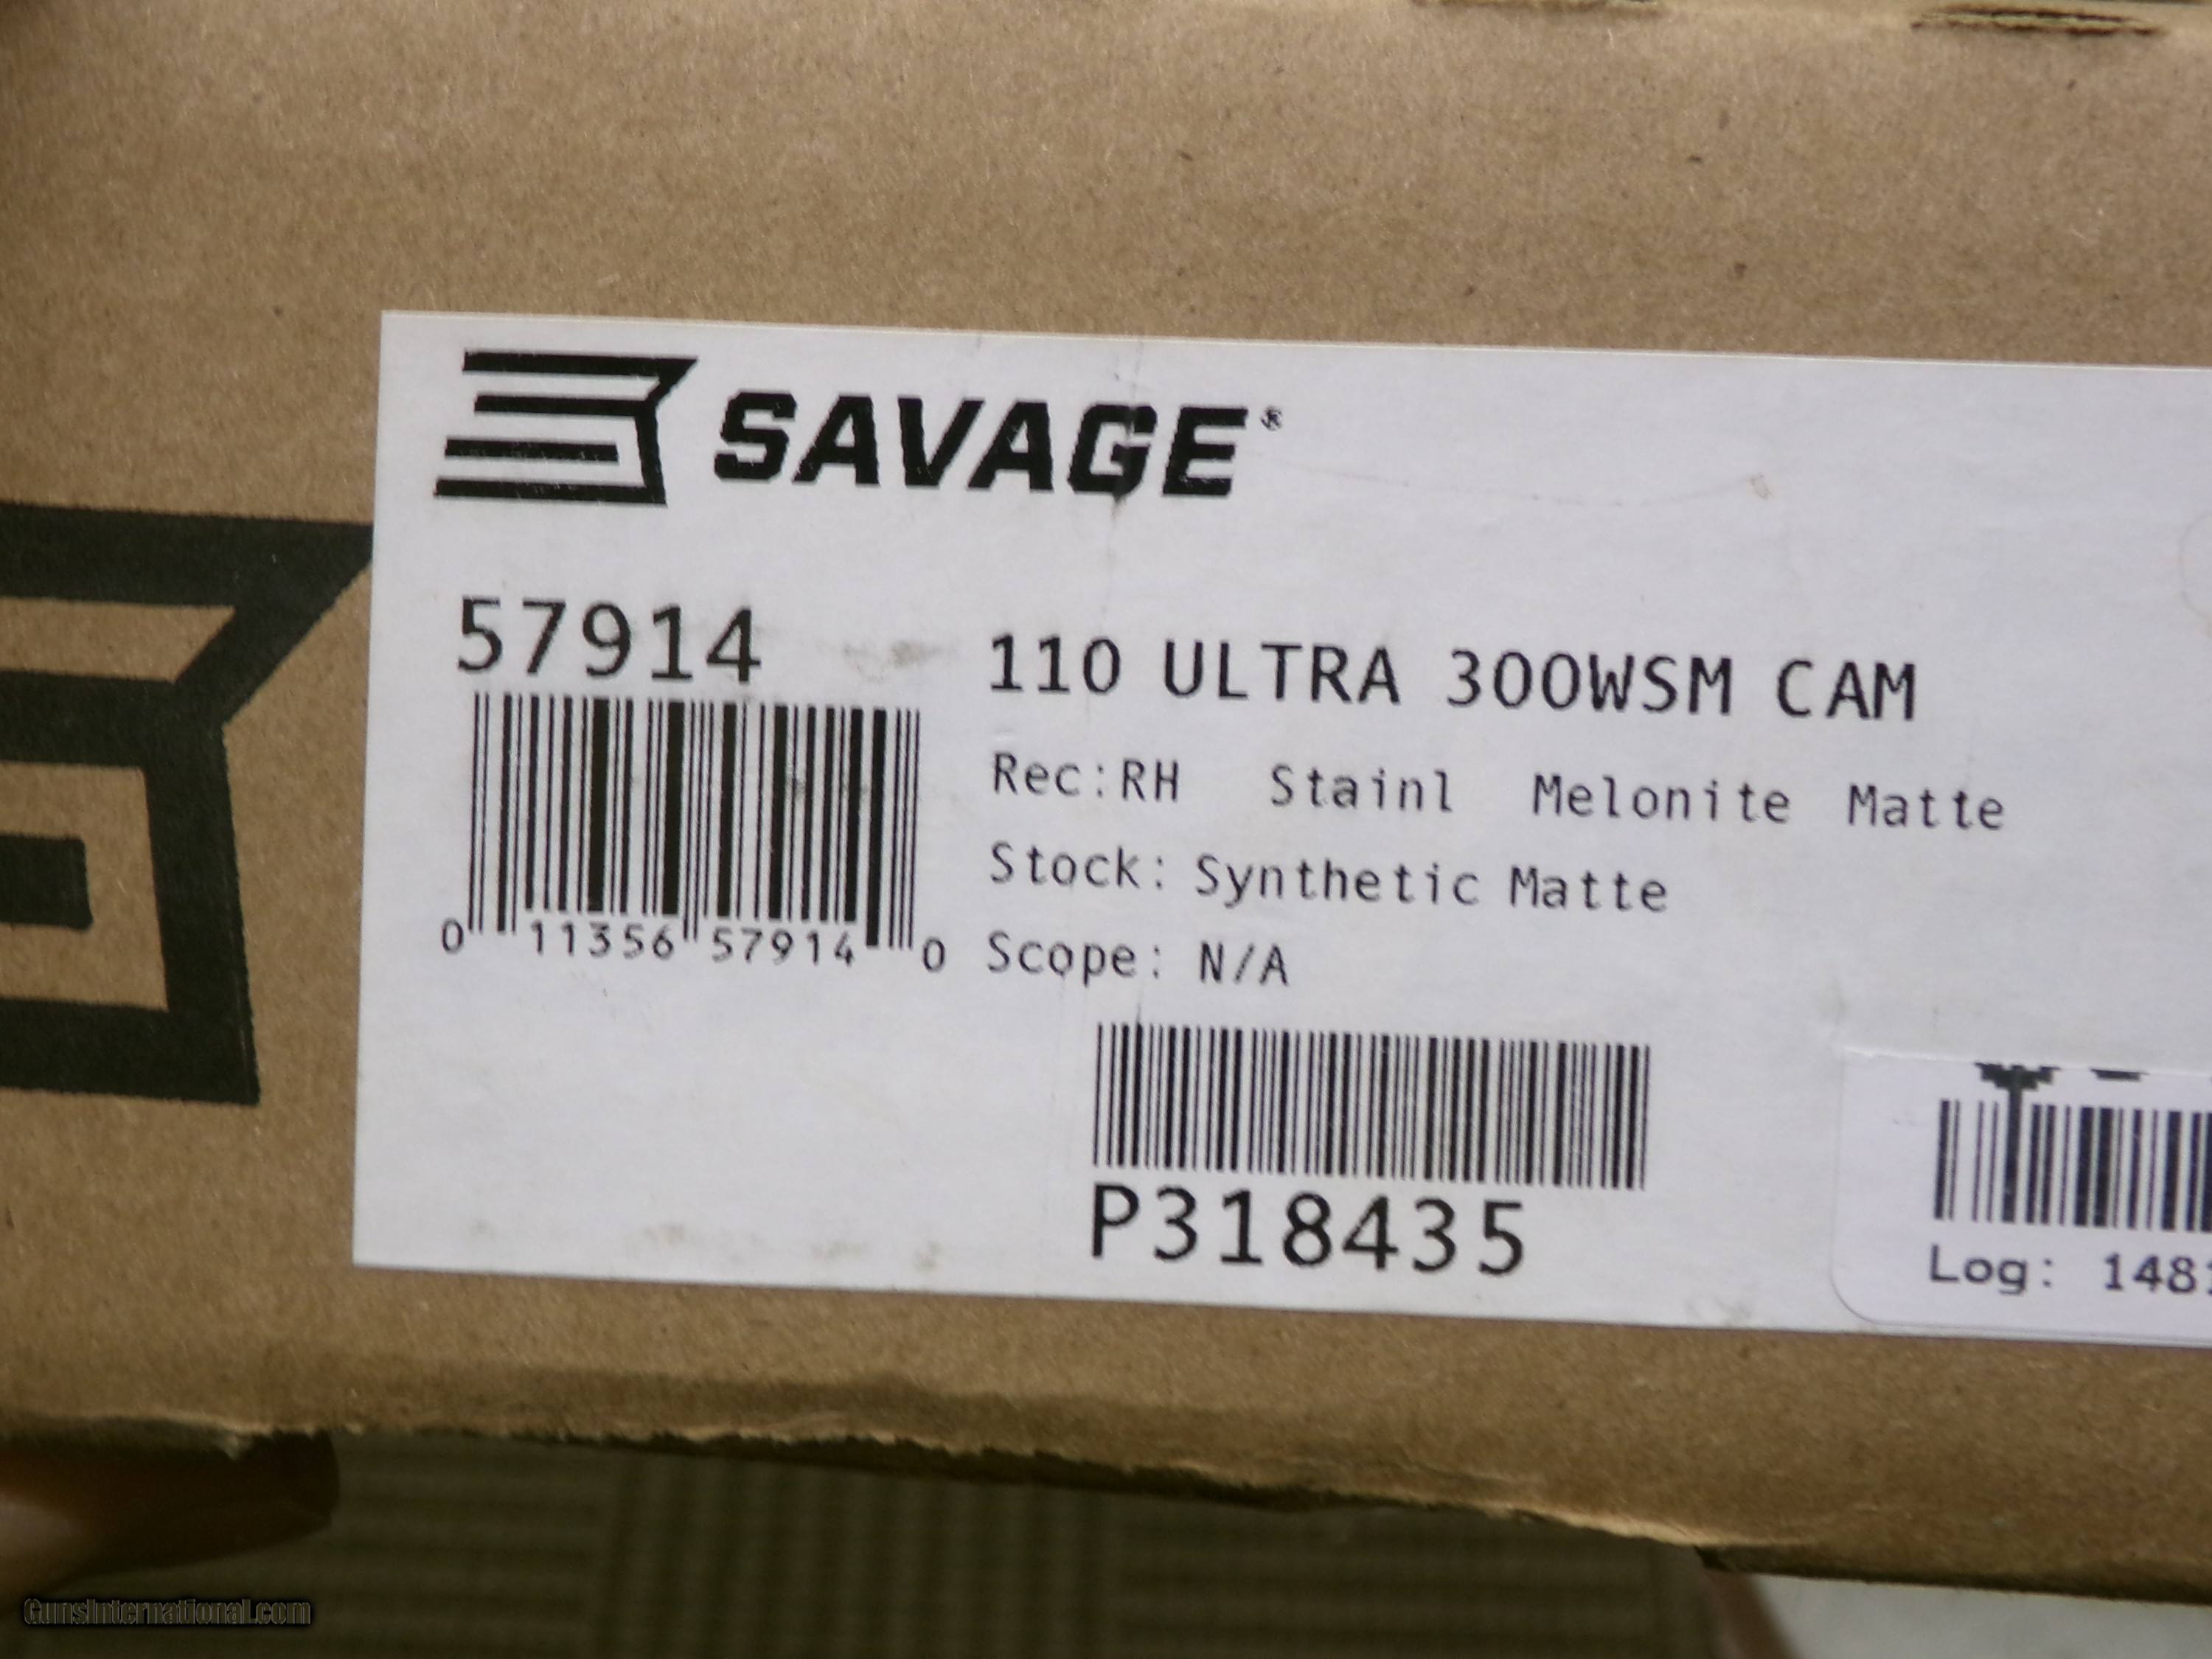 SAVAGE®
57914
110 ULTRA 300WSM CAM
Rec:RH Stainl Melonite Matte
Stock: Synthetic Matte
Scope: N/A
0 11356 57914 0
P318435
Log: 148
GunsInternational.com